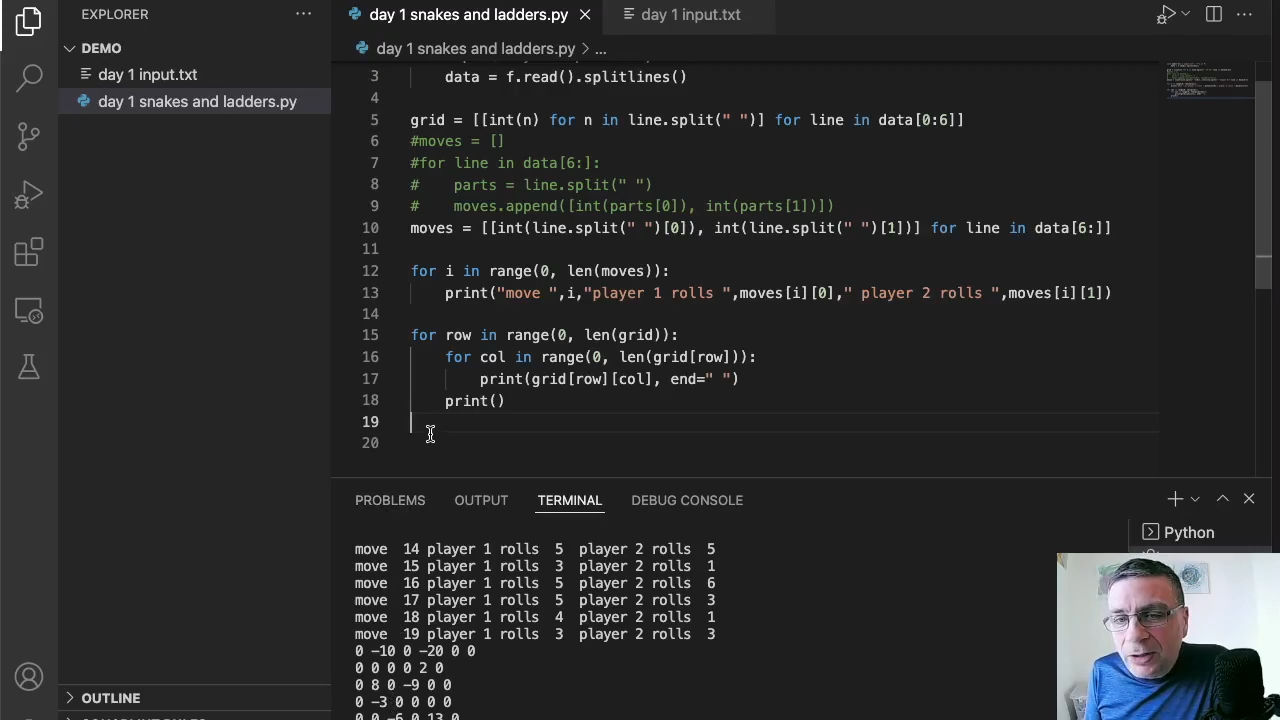 EXPLORER
DEMO
day 1 input.txt
day 1 snakes and ladders.py
OUTLINE
day 1 snakes and ladders.py
day 1 input.txt
day 1 snakes and ladders.py > ...
3 data = f.read().splitlines()
4
5 grid = [[int(n) for n in line.split(" ")] for line in data[0:6]]
6 #moves = []
7 #for line in data[6:]:
8 #    parts = line.split(" ")
9 #    moves.append([int(parts[0]), int(parts[1])])
10 moves = [[int(line.split(" ")[0]), int(line.split(" ")[1])] for line in data[6:]]
11
12 for i in range(0, len(moves)):
13 print("move ",i,"player 1 rolls ",moves[i][0]," player 2 rolls ",moves[i][1])
14
15 for row in range(0, len(grid)):
16 for col in range(0, len(grid[row])):
17 print(grid[row][col], end=" ")
18 print()
19
20
PROBLEMS OUTPUT TERMINAL DEBUG CONSOLE
Python
move  14 player 1 rolls  5  player 2 rolls  5
move  15 player 1 rolls  3  player 2 rolls  1
move  16 player 1 rolls  5  player 2 rolls  6
move  17 player 1 rolls  5  player 2 rolls  3
move  18 player 1 rolls  4  player 2 rolls  1
move  19 player 1 rolls  3  player 2 rolls  3
0 -10 0 -20 0 0
0 0 0 0 2 0
0 8 0 -9 0 0
0 -3 0 0 0 0
0 0 -6 0 13 0